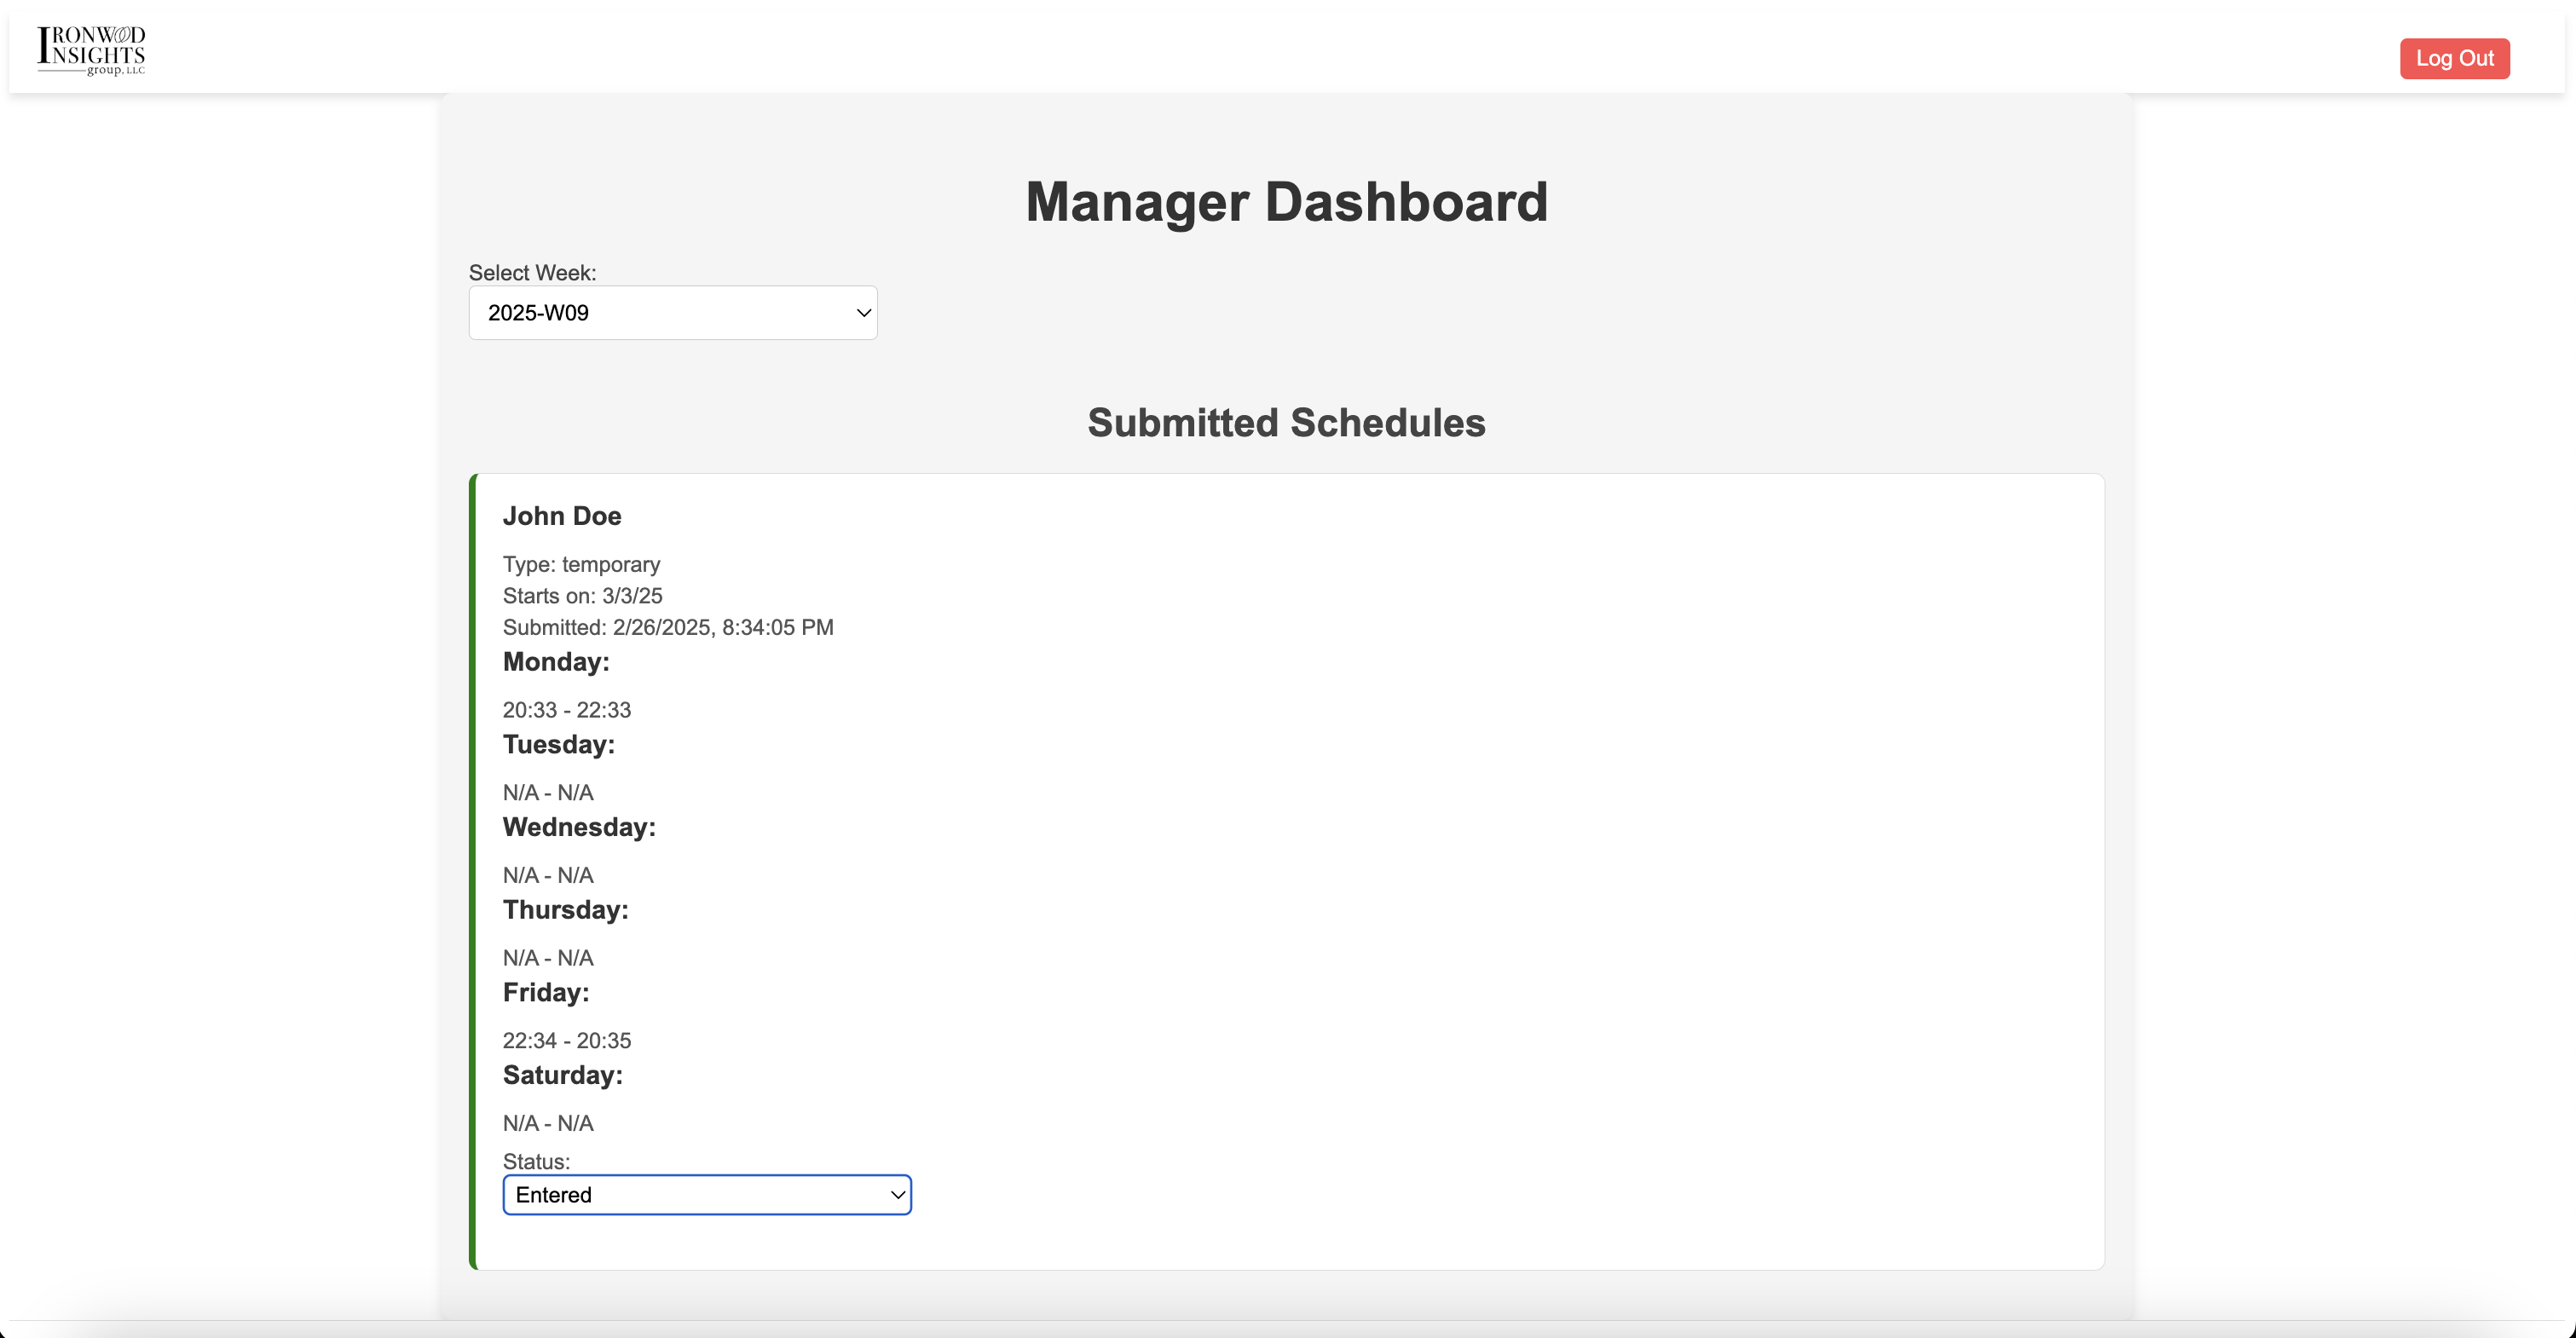 IRONWOOD
INSIGHTS
group, LLC
Log Out
Manager Dashboard
Select Week:
2025-W09
Submitted Schedules
John Doe
Type: temporary
Starts on: 3/3/25
Submitted: 2/26/2025, 8:34:05 PM
Monday:
20:33 - 22:33
Tuesday:
N/A - N/A
Wednesday:
N/A - N/A
Thursday:
N/A - N/A
Friday:
22:34 - 20:35
Saturday:
N/A - N/A
Status:
Entered